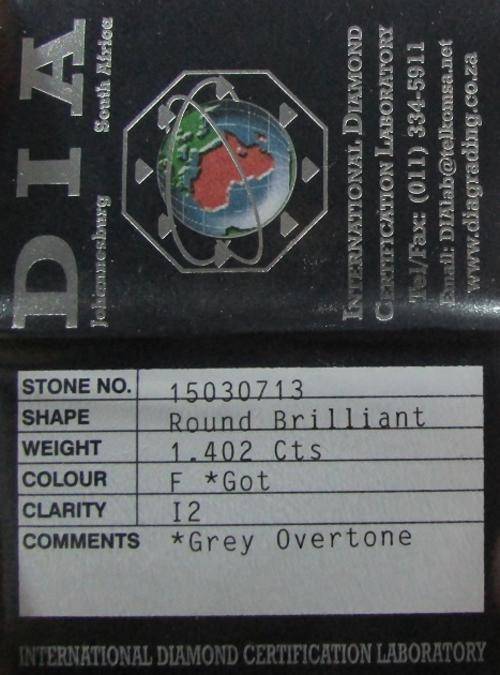 DIA
Johannesburg South Africa
INTERNATIONAL DIAMOND
CERTIFICATION LABORATORY
Tel/Fax: (011) 334-5911
Email: DIAlab@telkomsa.net
www.diagrading.co.za
STONE NO. 15030713
SHAPE Round Brilliant
WEIGHT 1.402 Cts
COLOUR F *Got
CLARITY I2
COMMENTS *Grey Overtone
INTERNATIONAL DIAMOND CERTIFICATION LABORATORY